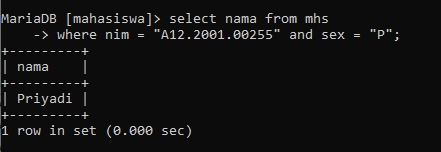 MariaDB [mahasiswa]> select nama from mhs
    -> where nim = "A12.2001.00255" and sex = "P";
+---------+
| nama    |
+---------+
| Priyadi |
+---------+
1 row in set (0.000 sec)